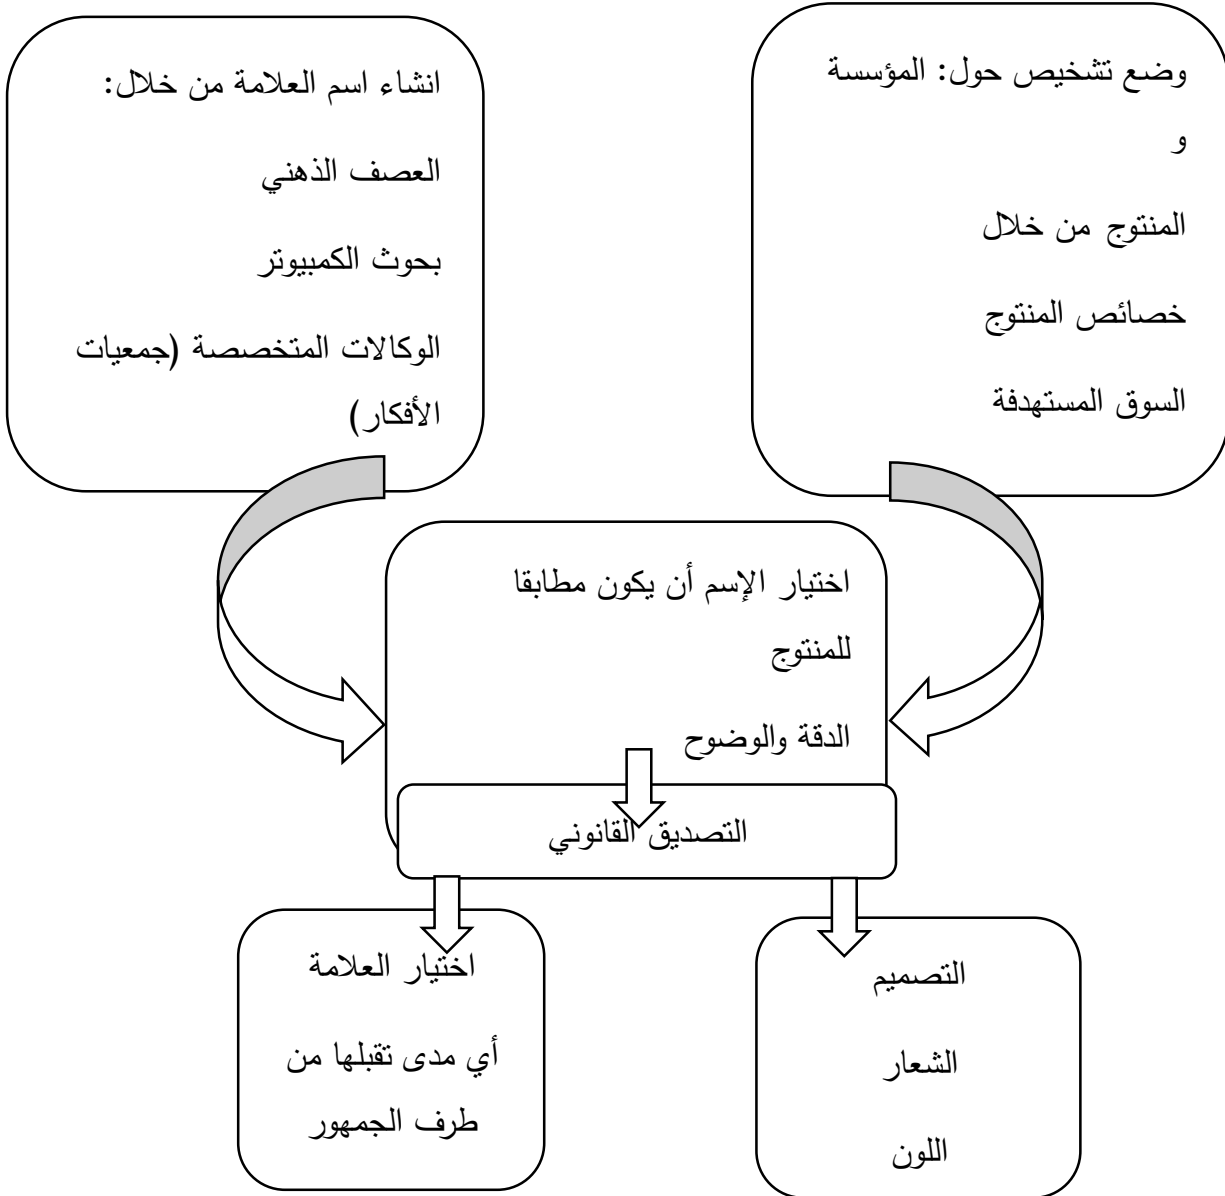 وضع تشخيص حول: المؤسسة
و
المنتوج من خلال
خصائص المنتوج
السوق المستهدفة
انشاء اسم العلامة من خلال:
العصف الذهني
بحوث الكمبيوتر
الوكالات المتخصصة (جمعيات
الأفكار)
اختيار الإسم أن يكون مطابقا
للمنتوج
الدقة والوضوح
التصديق القانوني
التصميم
الشعار
اللون
اختيار العلامة
أي مدى تقبلها من
طرف الجمهور